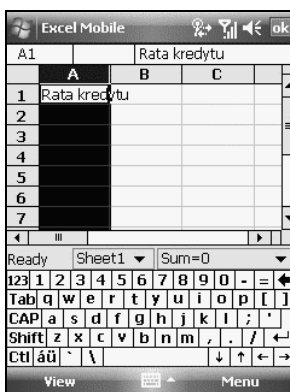 Excel Mobile ok
A1 Rata kredytu
A B C
1 Rata kredytu
2
3
4
5
6
7
Ready Sheet1 Sum=0
123 1 2 3 4 5 6 7 8 9 0 - =
Tab q w e r t y u i o p [ ]
CAP a s d f g h j k l ; '
Shift z x c v b n m , . /
Ctl áü ` \
View Menu